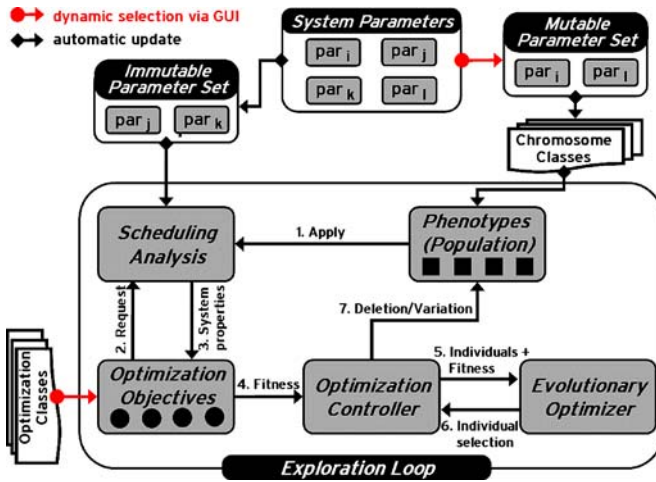 dynamic selection via GUI
automatic update
System Parameters
par i
par j
par k
par l
Mutable
Parameter Set
par i
par l
Immutable
Parameter Set
par j
par k
Chromosome
Classes
Scheduling
Analysis
1. Apply
Phenotypes
(Population)
2. Request
3. System
properties
7. Deletion/Variation
Optimization
Classes
Optimization
Objectives
4. Fitness
Optimization
Controller
5. Individuals +
Fitness
6. Individual
selection
Evolutionary
Optimizer
Exploration Loop